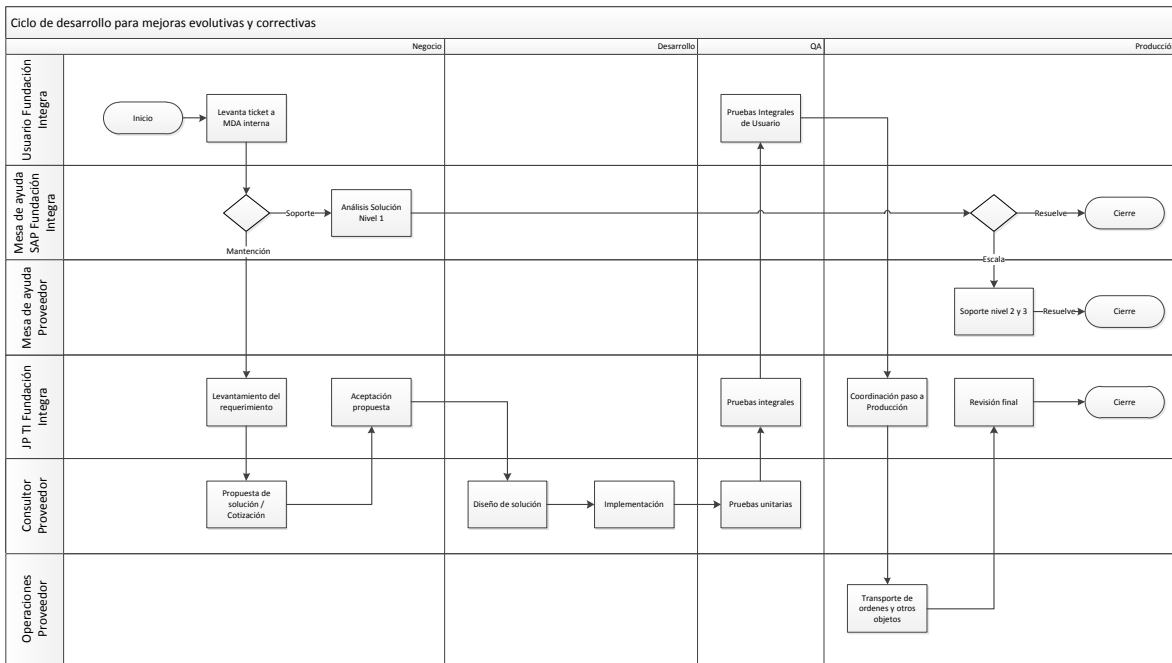 Ciclo de desarrollo para mejoras evolutivas y correctivas
Negocio
Desarrollo
QA
Producció
Usuario Fundación
Integra
Inicio
Levanta ticket a
MDA interna
Pruebas Integrales
de Usuario
Mesa de ayuda
SAP Fundación
Integra
Soporte
Análisis Solución
Nivel 1
Resuelve
Cierre
Mantención
Escala
Mesa de ayuda
Proveedor
Soporte nivel 2 y 3
Resuelve
Cierre
JP TI Fundación
Integra
Levantamiento del
requerimiento
Aceptación
propuesta
Pruebas integrales
Coordinación paso a
Producción
Revisión final
Cierre
Consultor
Proveedor
Propuesta de
solución /
Cotización
Diseño de solución
Implementación
Pruebas unitarias
Operaciones
Proveedor
Transporte de
ordenes y otros
objetos